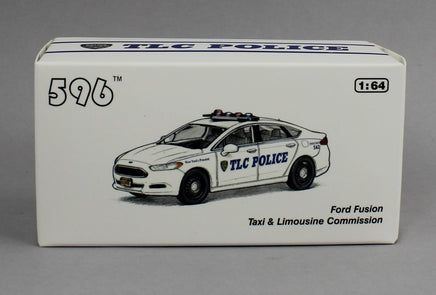 TLC POLICE
596™
1:64
TLC POLICE
Ford Fusion
Taxi & Limousine Commission